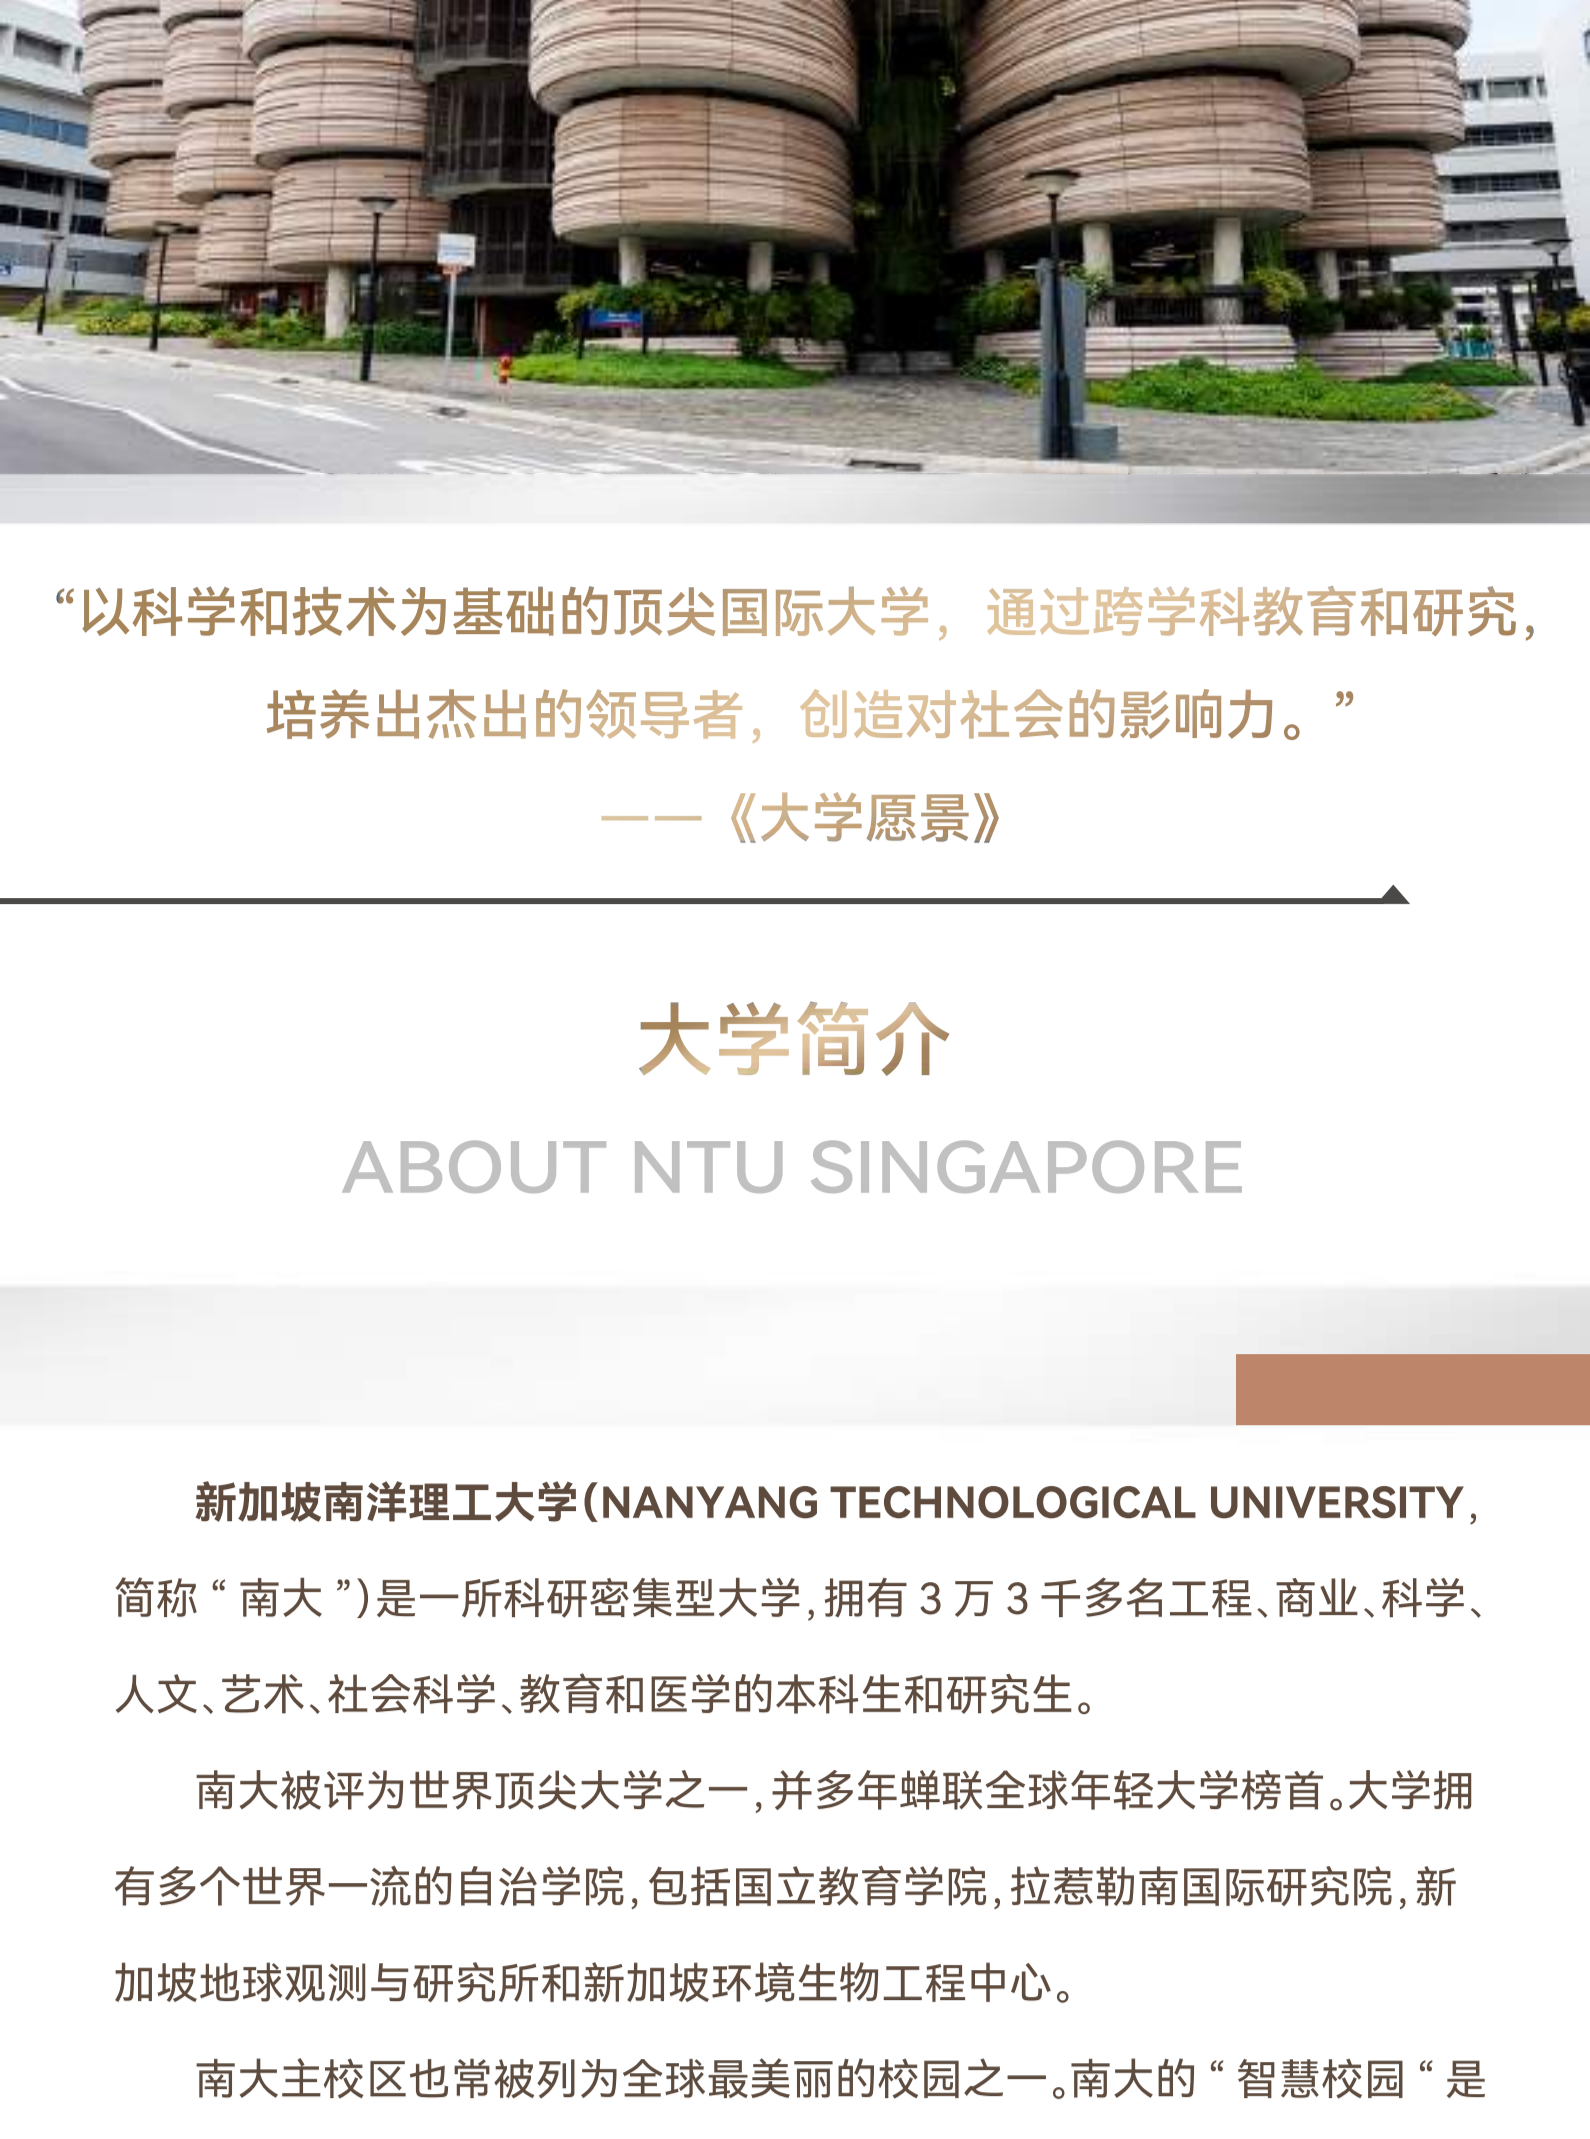 “以科学和技术为基础的顶尖国际大学，通过跨学科教育和研究，
培养出杰出的领导者，创造对社会的影响力。”
——《大学愿景》
大学简介
ABOUT NTU SINGAPORE
新加坡南洋理工大学(NANYANG TECHNOLOGICAL UNIVERSITY,
简称“南大”)是一所科研密集型大学,拥有 3 万 3 千多名工程、商业、科学、
人文、艺术、社会科学、教育和医学的本科生和研究生。
南大被评为世界顶尖大学之一,并多年蝉联全球年轻大学榜首。大学拥
有多个世界一流的自治学院,包括国立教育学院,拉惹勒南国际研究院,新
加坡地球观测与研究所和新加坡环境生物工程中心。
南大主校区也常被列为全球最美丽的校园之一。南大的“智慧校园“是